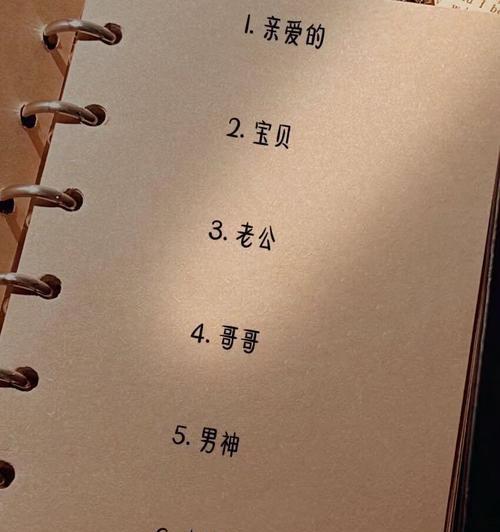 1. 亲爱的
2. 宝贝
3. 老公
4. 哥哥
5. 男神